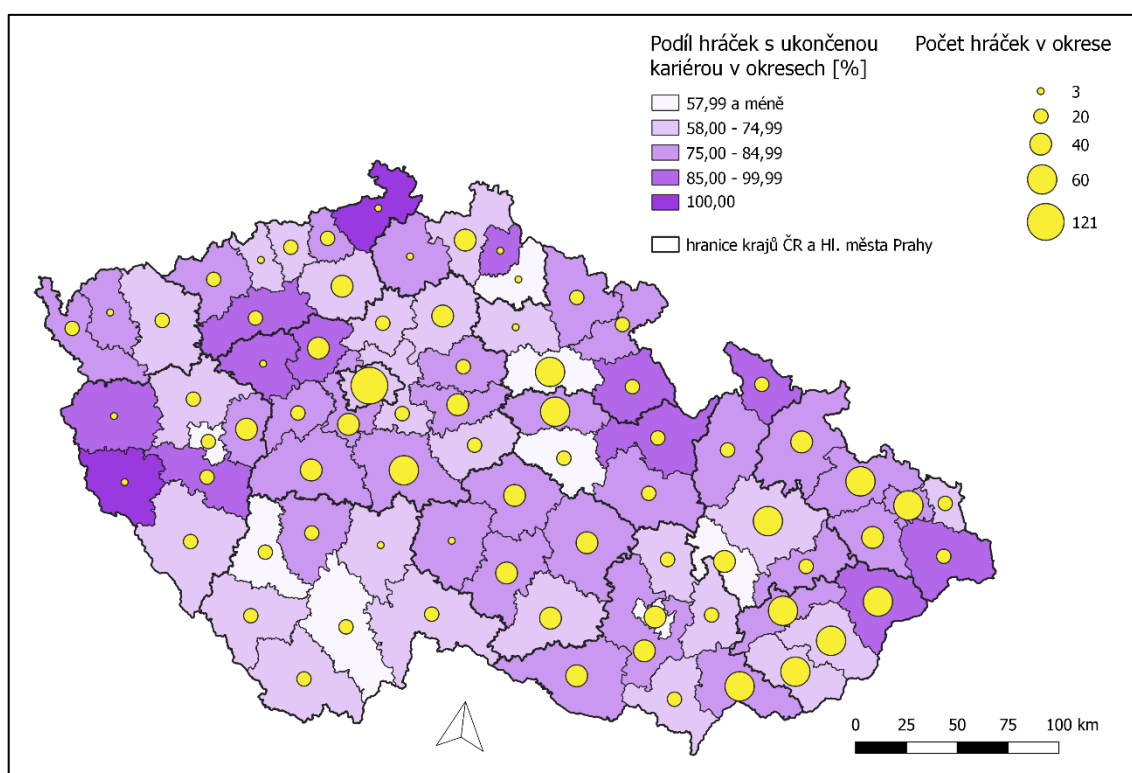 Podíl hráček s ukončenou
kariérou v okresech [%]
57,99 a méně
58,00 - 74,99
75,00 - 84,99
85,00 - 99,99
100,00
hranice krajů ČR a Hl. města Prahy
Počet hráček v okrese
3
20
40
60
121
0 25 50 75 100 km